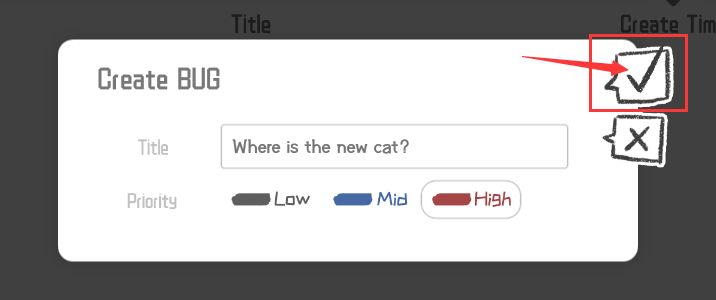 Title
Create Tim
Create BUG
Title
Where is the new cat?
Priority
Low
Mid
High